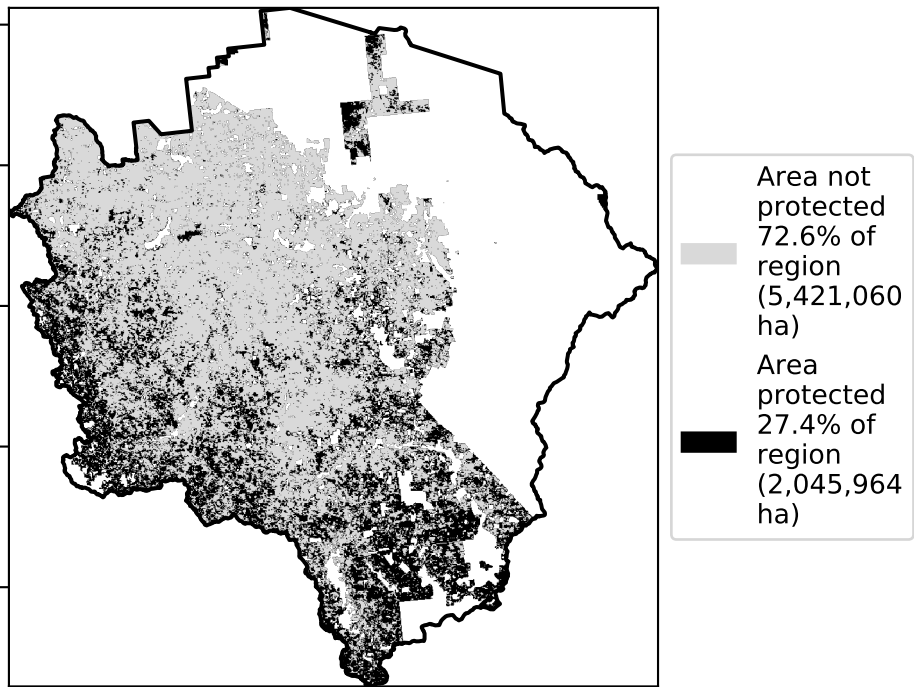 Area not
protected
72.6% of
region
(5,421,060
ha)
Area
protected
27.4% of
region
(2,045,964
ha)